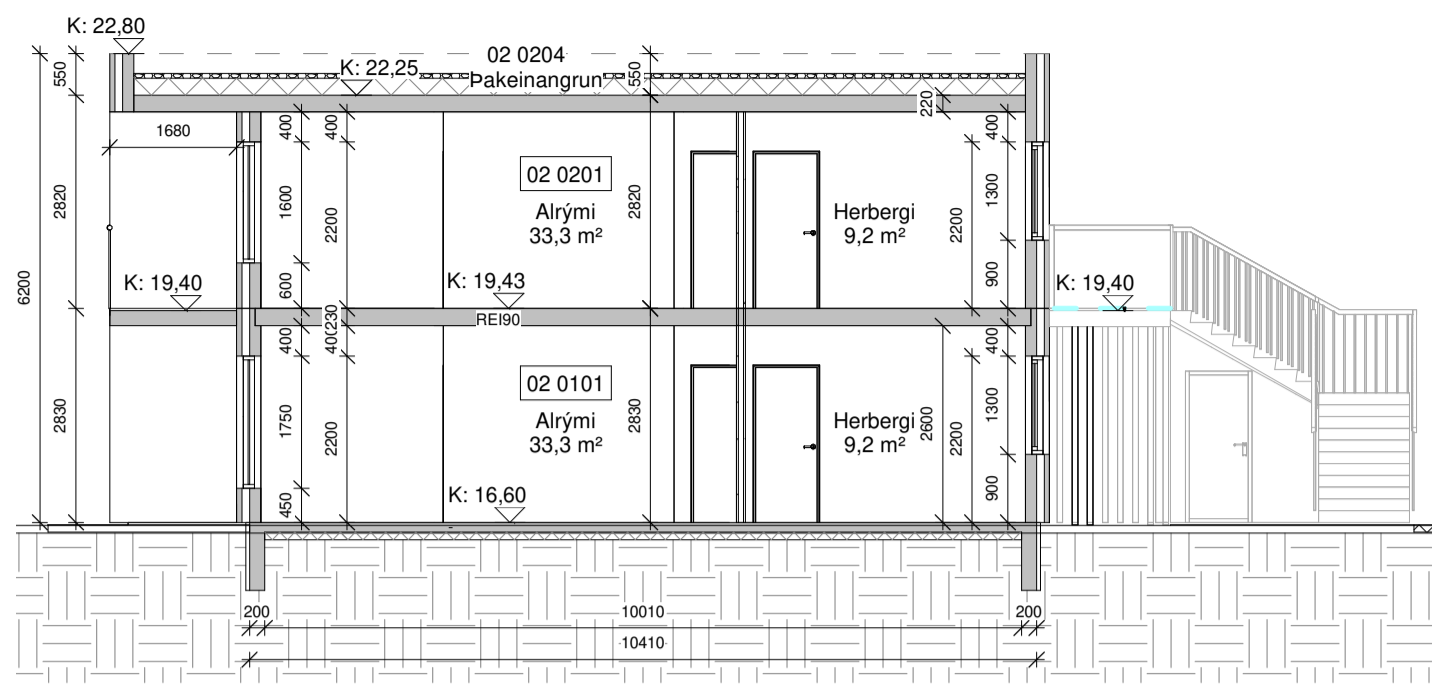 K: 22,80
02 0204
K: 22,25
Þakeinangrun
550
550
220
1680
400
400
400
02 0201
Alrými
33,3 m²
Herbergi
9,2 m²
2820
1600
2200
2820
2200
1300
6200
K: 19,40
K: 19,43
K: 19,40
600
900
230
REI90
400
400
400
02 0101
Alrými
33,3 m²
Herbergi
9,2 m²
2830
1750
2200
2830
2600
2200
1300
K: 16,60
450
900
200
10010
200
10410